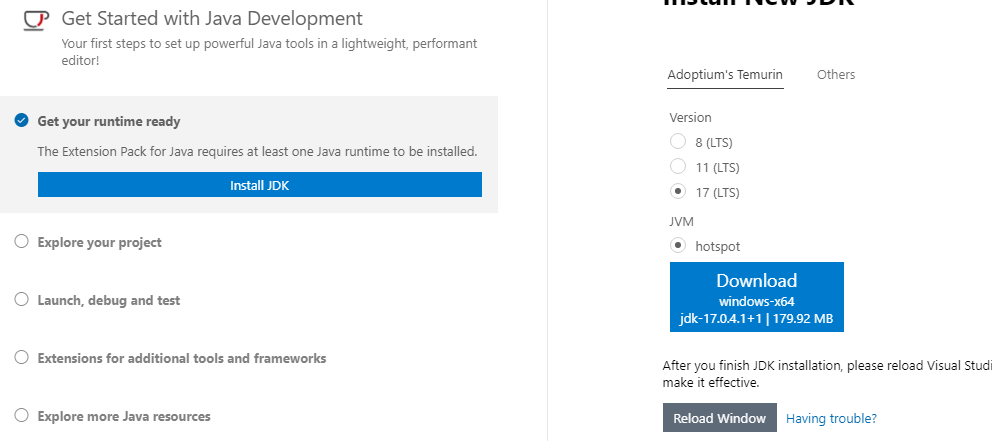 Get Started with Java Development
Your first steps to set up powerful Java tools in a lightweight, performant
editor!
Get your runtime ready
The Extension Pack for Java requires at least one Java runtime to be installed.
Install JDK
Explore your project
Launch, debug and test
Extensions for additional tools and frameworks
Explore more Java resources
Install New JDK
Adoptium's Temurin
Others
Version
8 (LTS)
11 (LTS)
17 (LTS)
JVM
hotspot
Download
windows-x64
jdk-17.0.4.1+1 | 179.92 MB
After you finish JDK installation, please reload Visual
make it effective.
Reload Window
Having trouble?